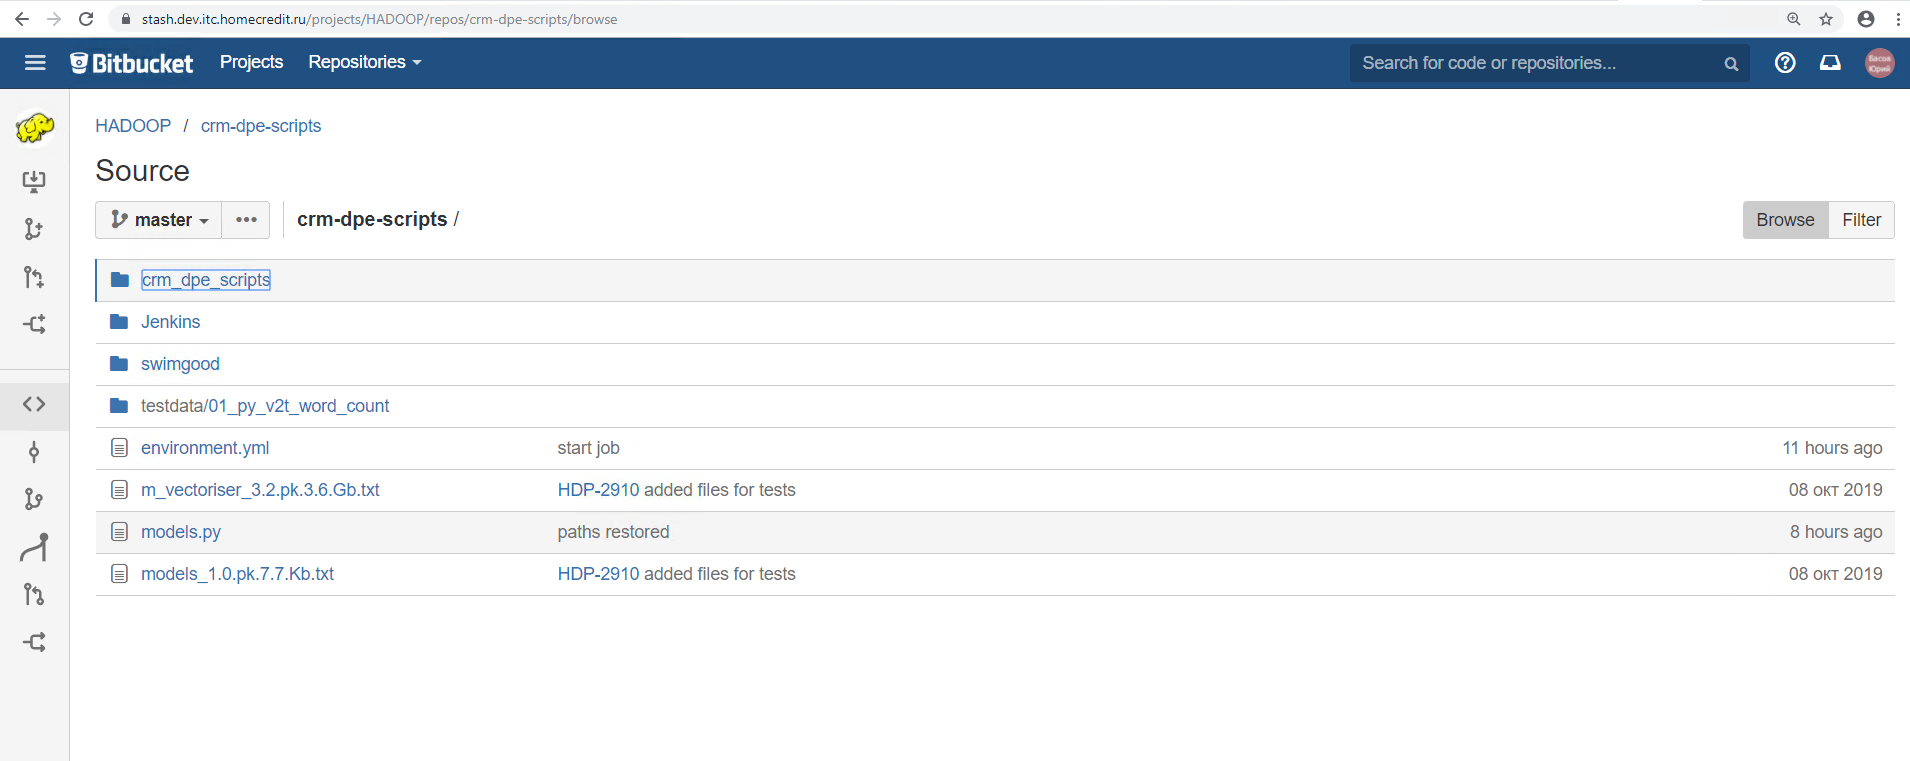 stash.dev.itc.homecredit.ru/projects/HADOOP/repos/crm-dpe-scripts/browse
Bitbucket Projects Repositories Search for code or repositories... Басов Юрий
HADOOP / crm-dpe-scripts
Source
master crm-dpe-scripts / Browse Filter
crm_dpe_scripts
Jenkins
swimgood
testdata/01_py_v2t_word_count
environment.yml start job 11 hours ago
m_vectoriser_3.2.pk.3.6.Gb.txt HDP-2910 added files for tests 08 окт 2019
models.py paths restored 8 hours ago
models_1.0.pk.7.7.Kb.txt HDP-2910 added files for tests 08 окт 2019